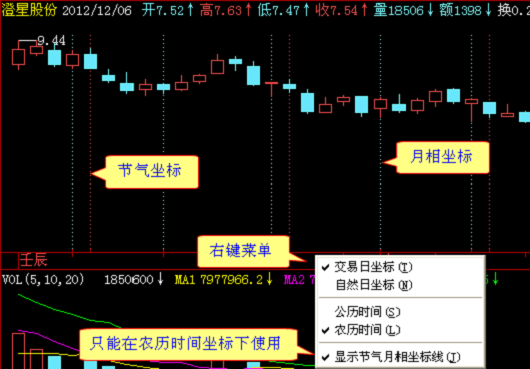 澄星股份 2012/12/06 开7.52↑ 高7.63↑ 低7.47↑ 收7.54↑ 量18506↓ 额1398↓ 换0.2
9.44
节气坐标
月相坐标
右键菜单
壬辰
VOL(5,10,20) 1850600↓ MA1 7977966.2↓ MA2 7
✓ 交易日坐标(T)
自然日坐标(N)
公历时间(S)
✓ 农历时间(L)
✓ 显示节气月相坐标线(T)
只能在农历时间坐标下使用